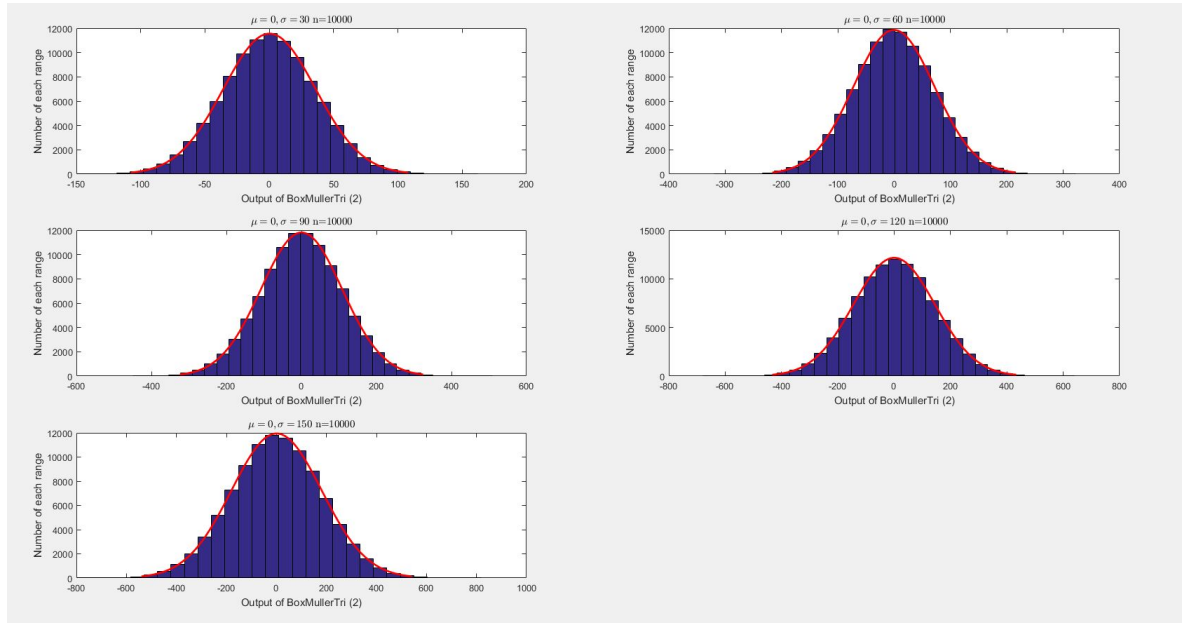 μ = 0, σ = 30 n=10000
Number of each range
12000
10000
8000
6000
4000
2000
0
-150 -100 -50 0 50 100 150 200
Output of BoxMullerTri (2)
μ = 0, σ = 60 n=10000
Number of each range
12000
10000
8000
6000
4000
2000
0
-400 -300 -200 -100 0 100 200 300 400
Output of BoxMullerTri (2)
μ = 0, σ = 90 n=10000
Number of each range
12000
10000
8000
6000
4000
2000
0
-600 -400 -200 0 200 400 600
Output of BoxMullerTri (2)
μ = 0, σ = 120 n=10000
Number of each range
15000
10000
5000
0
-800 -600 -400 -200 0 200 400 600 800
Output of BoxMullerTri (2)
μ = 0, σ = 150 n=10000
Number of each range
12000
10000
8000
6000
4000
2000
0
-800 -600 -400 -200 0 200 400 600 800 1000
Output of BoxMullerTri (2)